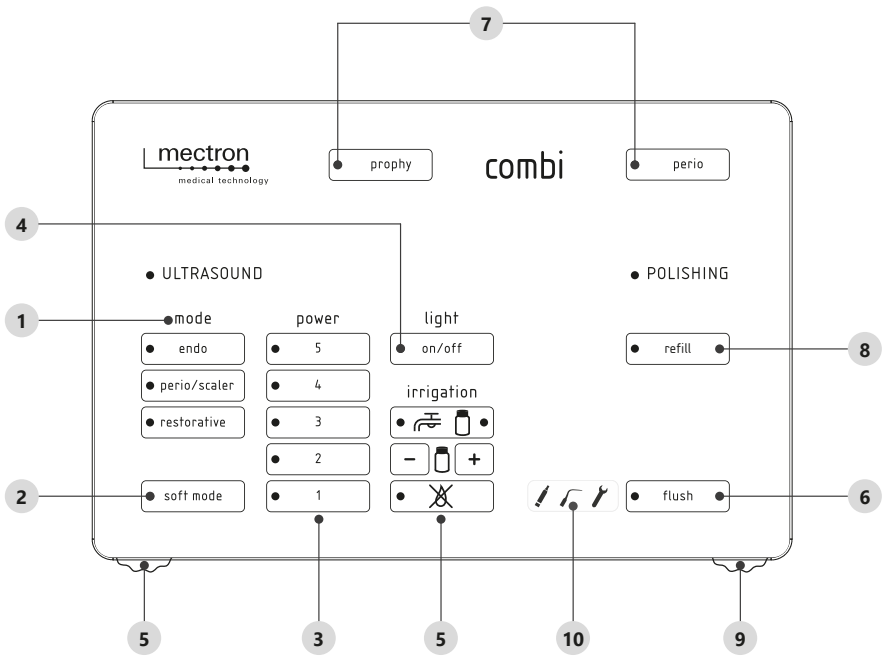 7
mectron
medical technology
prophy
combi
perio
4
ULTRASOUND
POLISHING
1
mode
power
light
endo
5
on/off
refill
8
perio/scaler
4
irrigation
restorative
3
2
- +
2
soft mode
1
flush
6
5
3
5
10
9